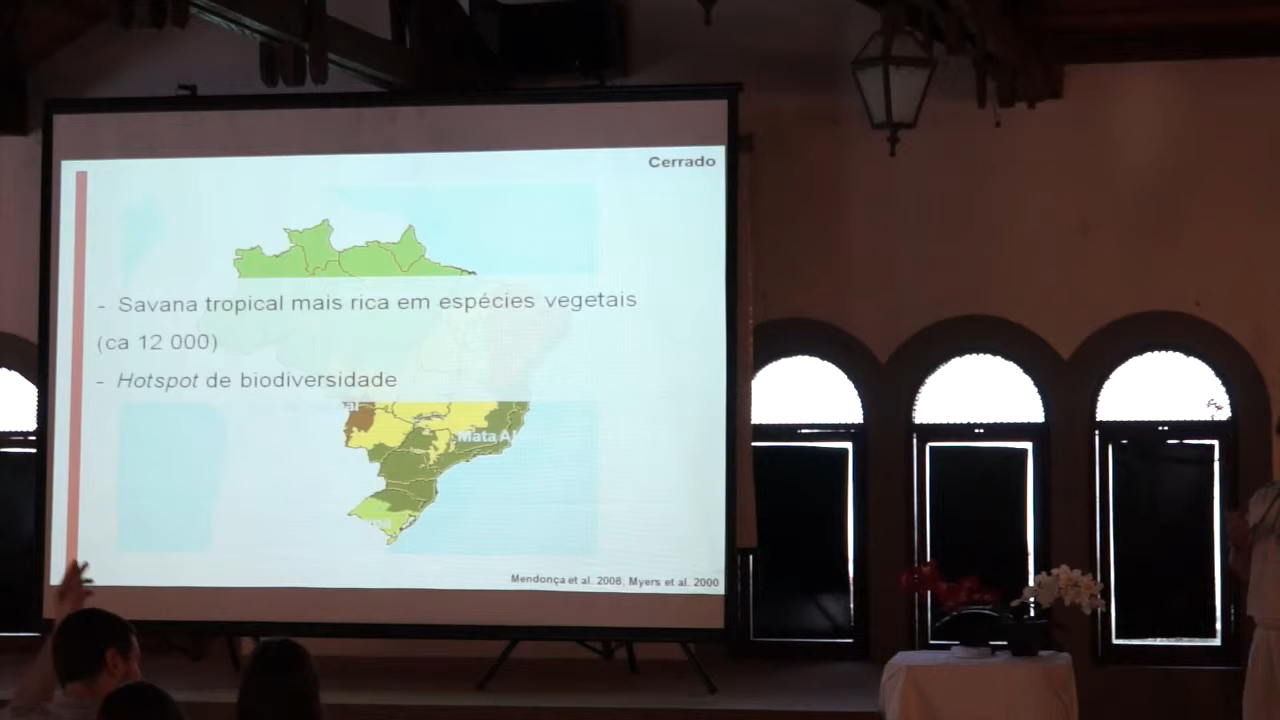 Cerrado
- Savana tropical mais rica em espécies vegetais
(ca 12 000)
- Hotspot de biodiversidade
Mata A
Mendonça et al. 2008; Myers et al. 2000